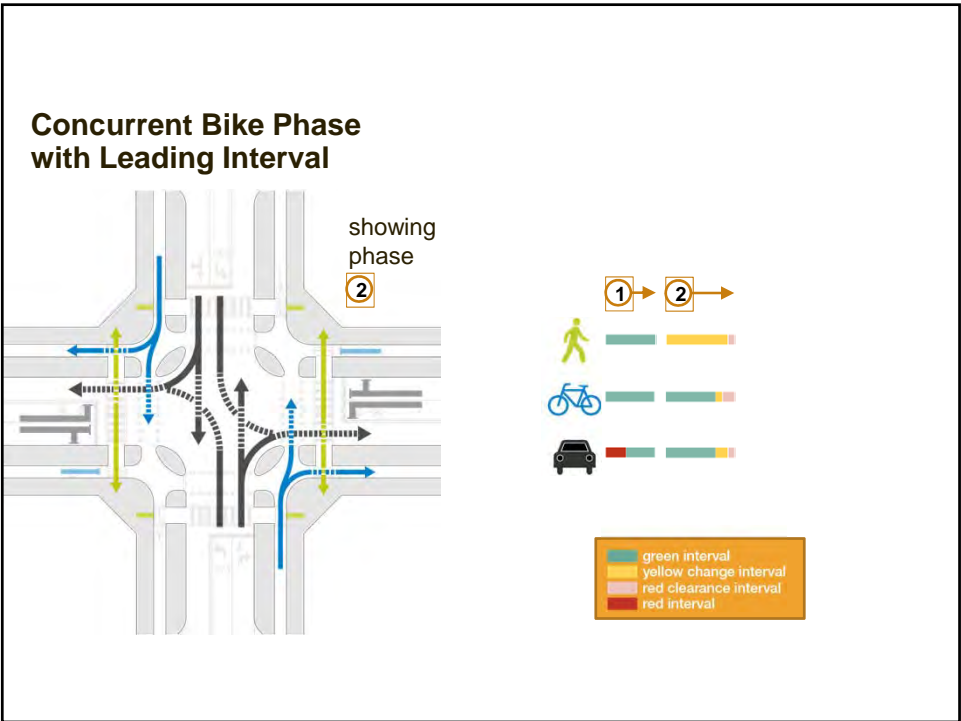 Concurrent Bike Phase
with Leading Interval
showing
phase
2
1 2
green interval
yellow change interval
red clearance interval
red interval